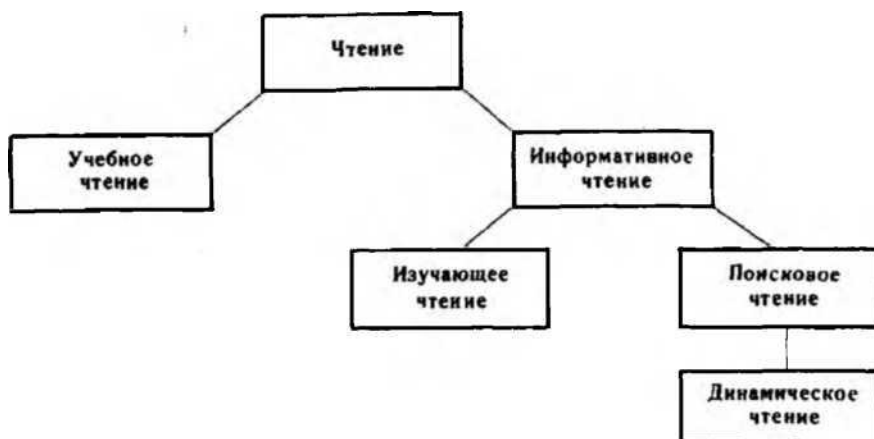 Чтение
Учебное
чтение
Информативное
чтение
Изучающее
чтение
Поисковое
чтение
Динамическое
чтение